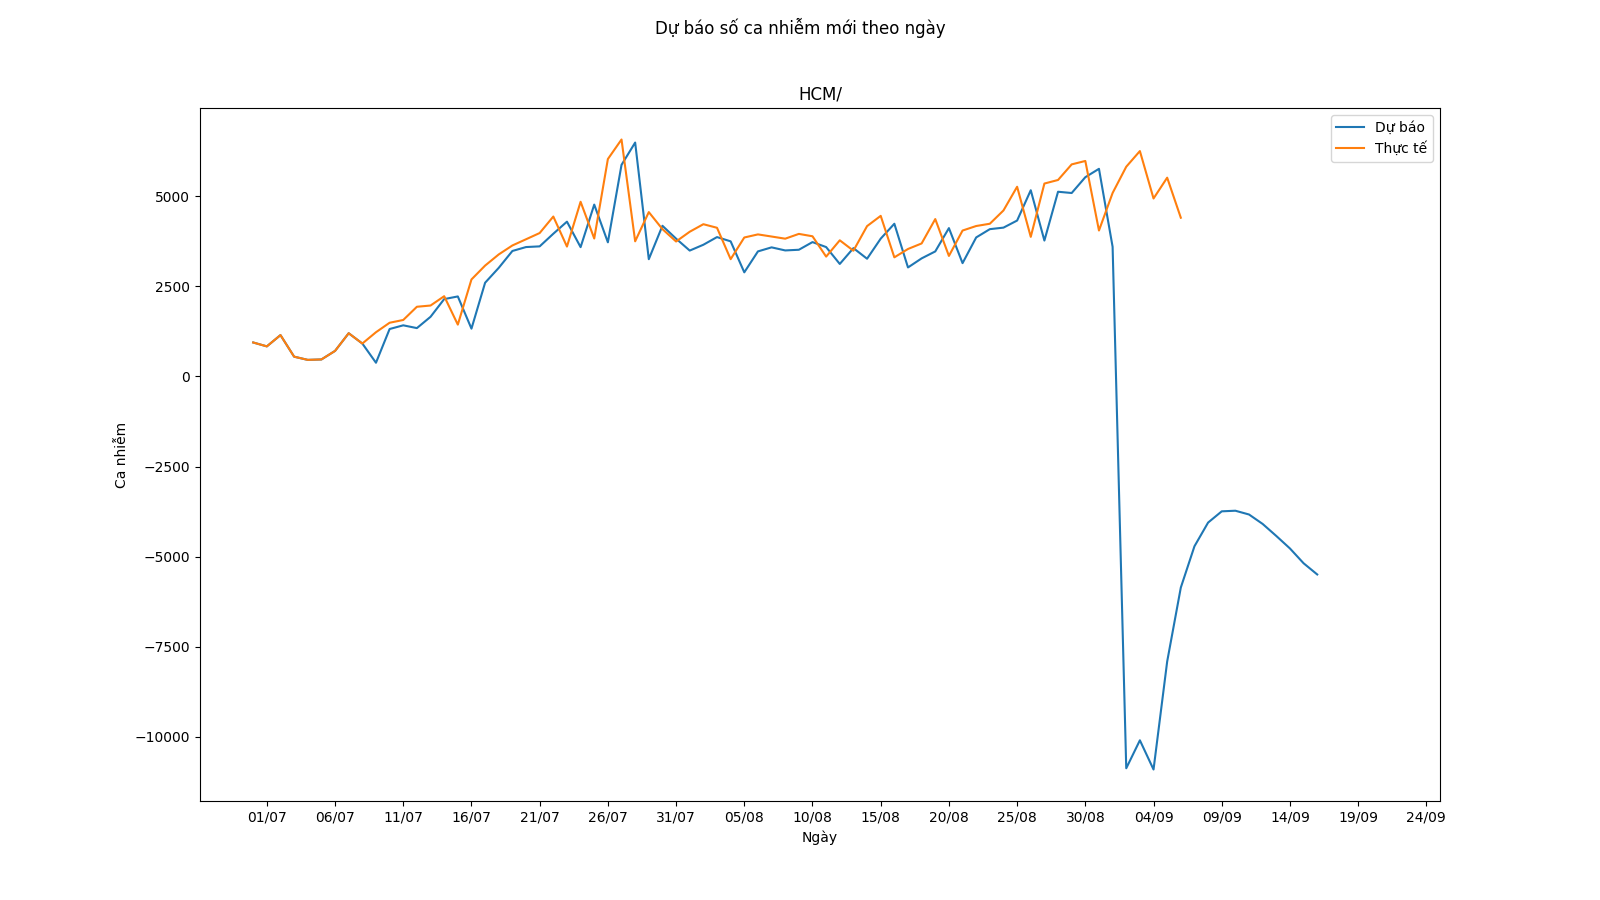 Dự báo số ca nhiễm mới theo ngày
HCM/
Dự báo
Thực tế
5000
2500
0
−2500
−5000
−7500
−10000
Ca nhiễm
01/07 06/07 11/07 16/07 21/07 26/07 31/07 05/08 10/08 15/08 20/08 25/08 30/08 04/09 09/09 14/09 19/09 24/09
Ngày